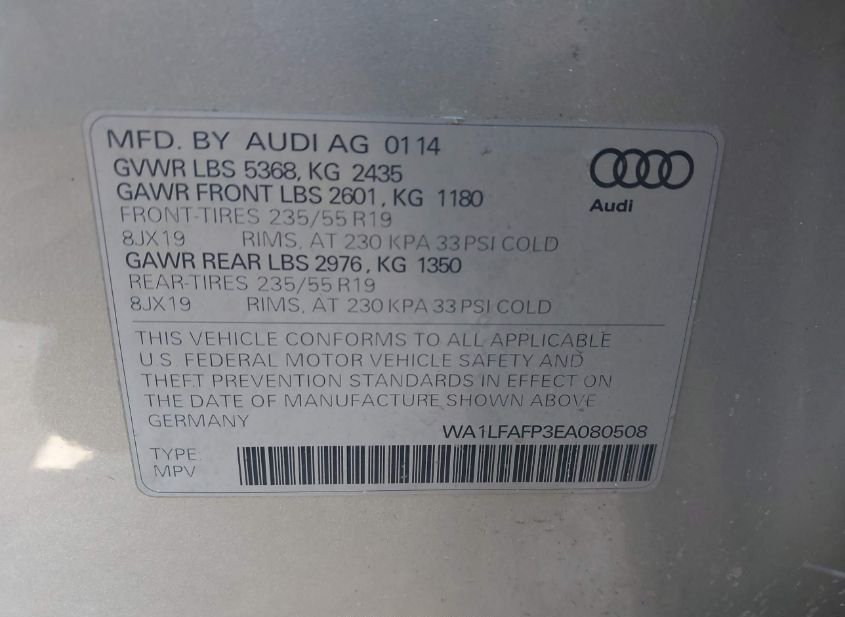 MFD. BY AUDI AG 0114
GVWR LBS 5368, KG 2435
GAWR FRONT LBS 2601, KG 1180
FRONT-TIRES 235/55 R19
8JX19 RIMS, AT 230 KPA 33 PSI COLD
GAWR REAR LBS 2976, KG 1350
REAR-TIRES 235/55 R19
8JX19 RIMS, AT 230 KPA 33 PSI COLD
Audi
THIS VEHICLE CONFORMS TO ALL APPLICABLE
U.S. FEDERAL MOTOR VEHICLE SAFETY AND
THEFT PREVENTION STANDARDS IN EFFECT ON
THE DATE OF MANUFACTURE SHOWN ABOVE
GERMANY
WA1LFAFP3EA080508
TYPE:
MPV